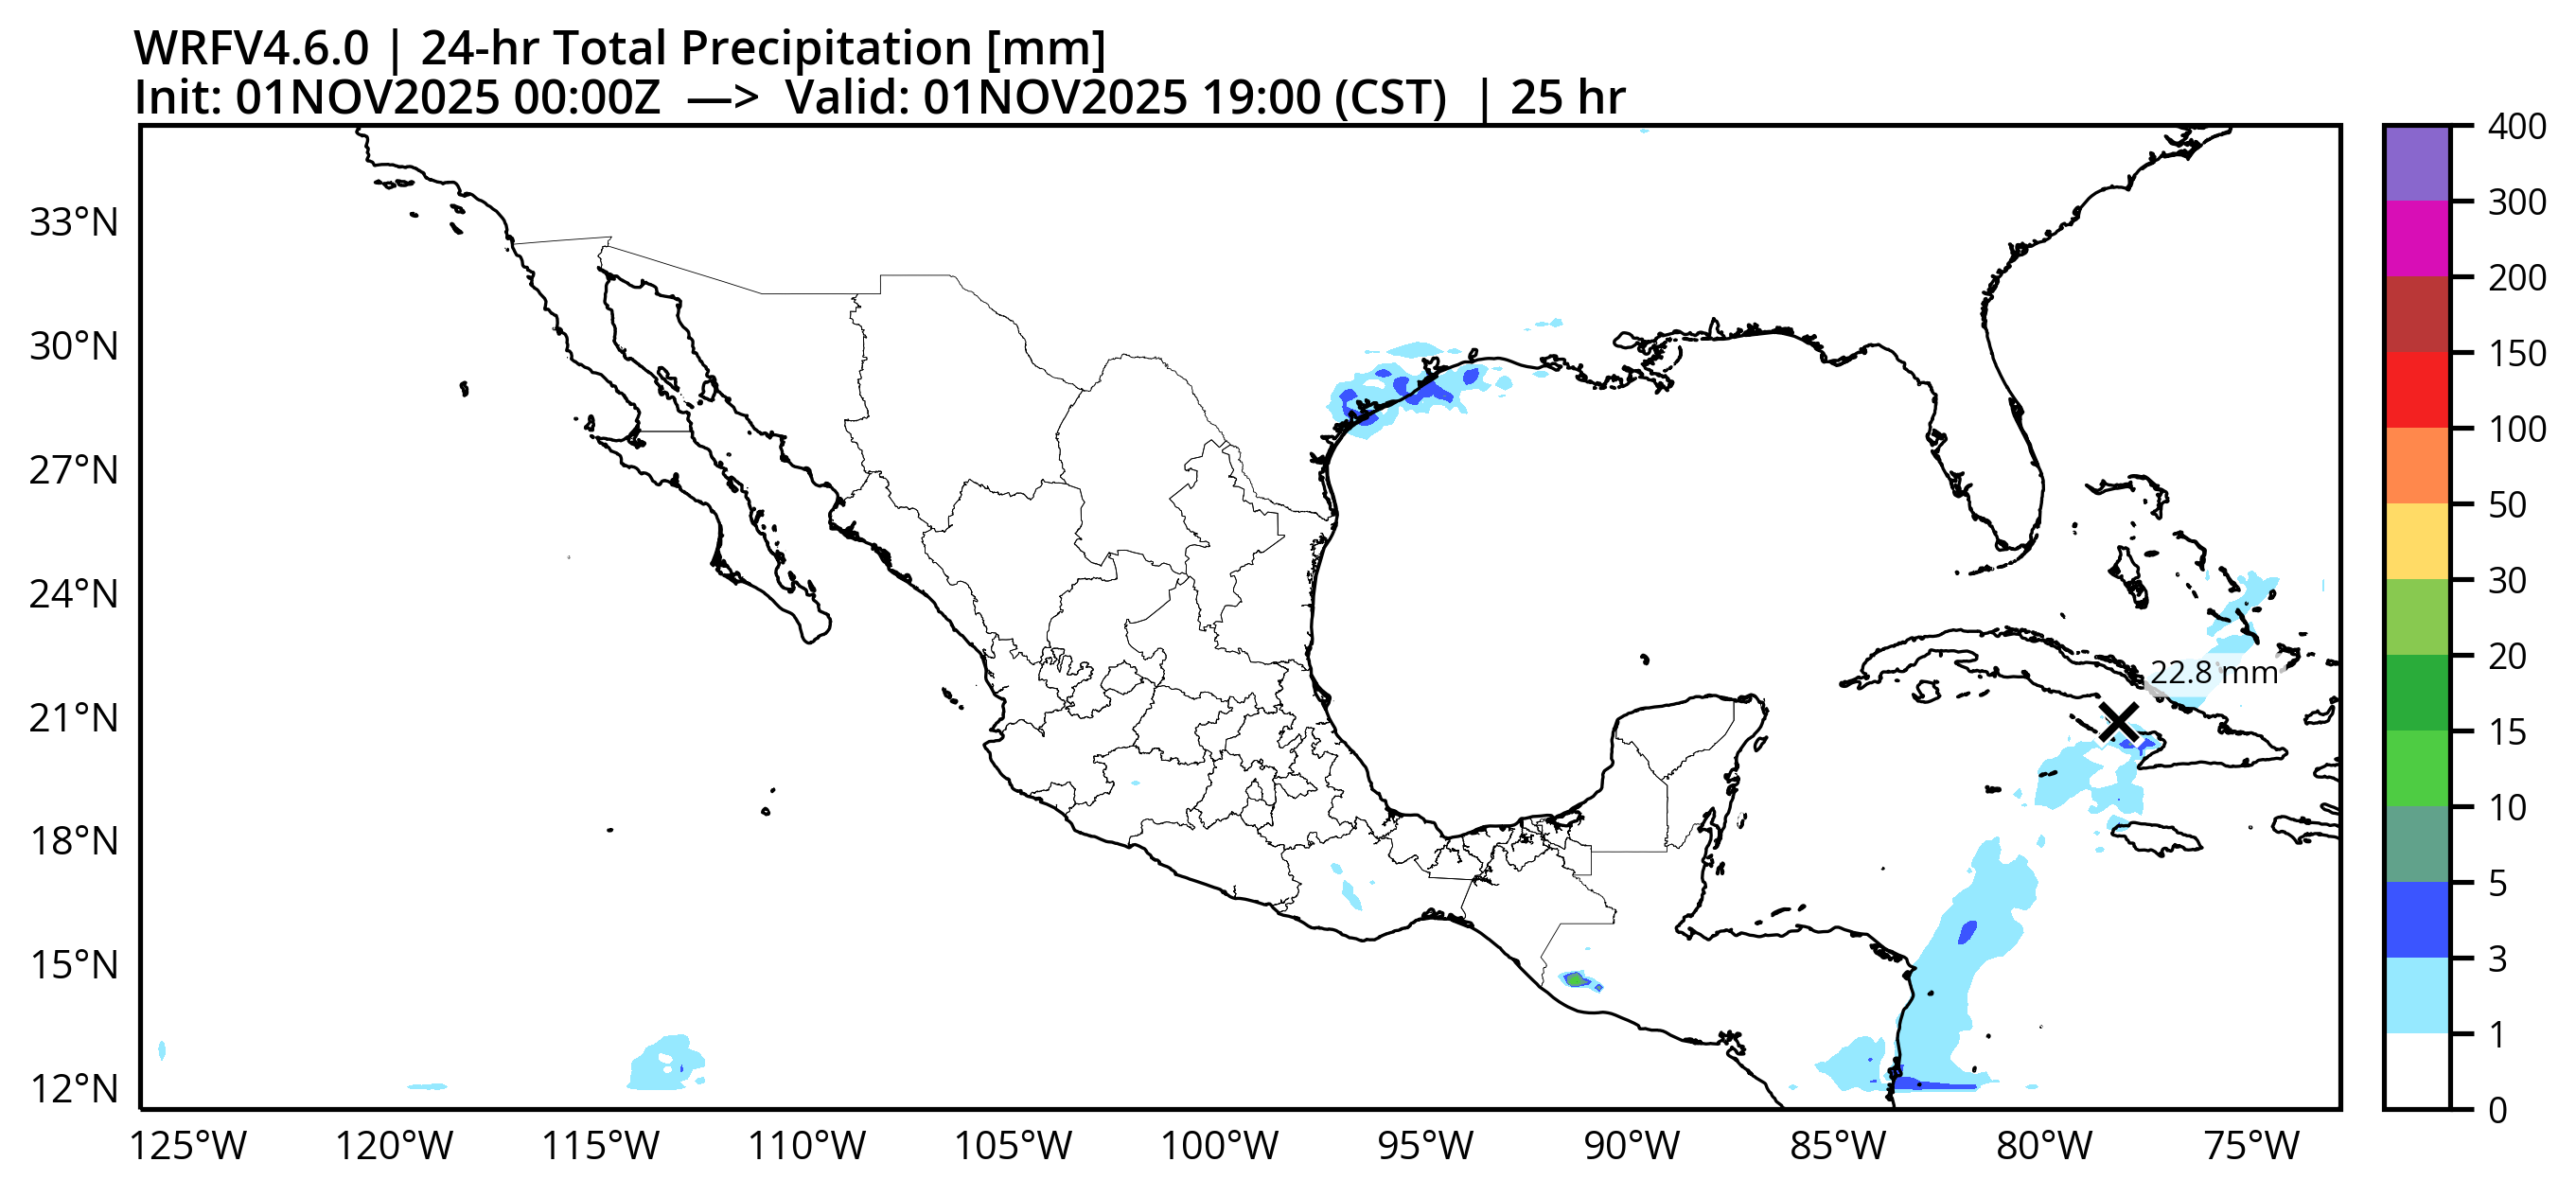 WRFV4.6.0 | 24-hr Total Precipitation [mm]
Init: 01NOV2025 00:00Z —> Valid: 01NOV2025 19:00 (CST) | 25 hr
33°N
30°N
27°N
24°N
21°N
18°N
15°N
12°N
22.8 mm
125°W 120°W 115°W 110°W 105°W 100°W 95°W 90°W 85°W 80°W 75°W
400
300
200
150
100
50
30
20
15
10
5
3
1
0